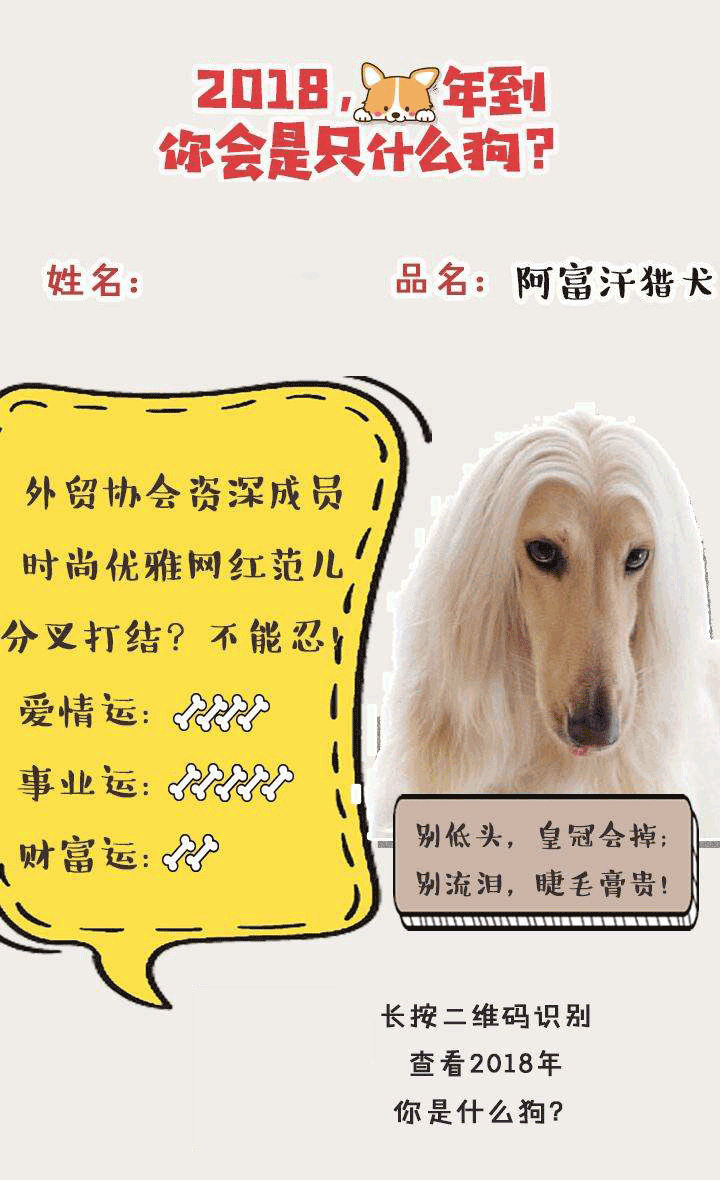 2018，年到
你会是只什么狗？
姓名：
品名：阿富汗猎犬
外贸协会资深成员
时尚优雅网红范儿
分叉打结？不能忍！
爱情运：
事业运：
财富运：
别低头，皇冠会掉；
别流泪，睫毛膏贵！
长按二维码识别
查看2018年
你是什么狗？